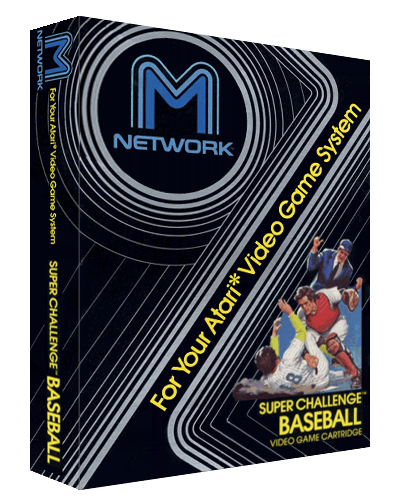 M
NETWORK
For Your Atari* Video Game System
SUPER CHALLENGE™ BASEBALL
M
NETWORK
For Your Atari* Video Game System
8
SUPER CHALLENGE™
BASEBALL
VIDEO GAME CARTRIDGE